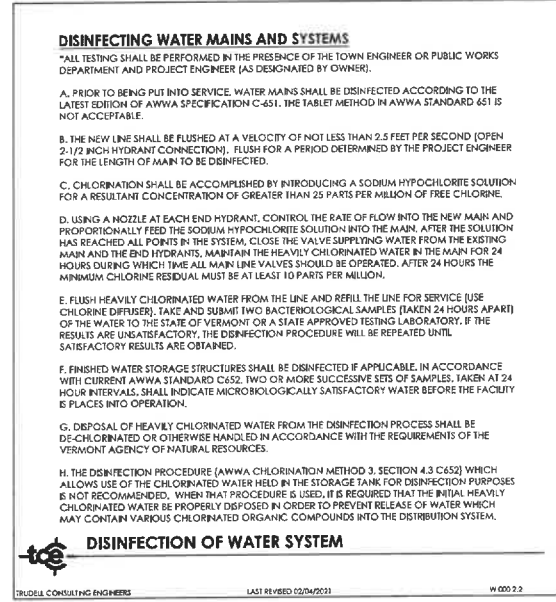 DISINFECTING WATER MAINS AND SYSTEMS
*ALL TESTING SHALL BE PERFORMED IN THE PRESENCE OF THE TOWN ENGINEER OR PUBLIC WORKS
DEPARTMENT AND PROJECT ENGINEER (AS DESIGNATED BY OWNER).
A. PRIOR TO BEING PUT INTO SERVICE, WATER MAINS SHALL BE DISINFECTED ACCORDING TO THE
LATEST EDITION OF AWWA SPECIFICATION C-651. THE TABLET METHOD IN AWWA STANDARD 651 IS
NOT ACCEPTABLE.
B. THE NEW LINE SHALL BE FLUSHED AT A VELOCITY OF NOT LESS THAN 2.5 FEET PER SECOND (OPEN
2-1/2 INCH HYDRANT CONNECTION). FLUSH FOR A PERIOD DETERMINED BY THE PROJECT ENGINEER
FOR THE LENGTH OF MAIN TO BE DISINFECTED.
C. CHLORINATION SHALL BE ACCOMPLISHED BY INTRODUCING A SODIUM HYPOCHLORITE SOLUTION
FOR A RESULTANT CONCENTRATION OF GREATER THAN 25 PARTS PER MILLION OF FREE CHLORINE.
D. USING A NOZZLE AT EACH END HYDRANT, CONTROL THE RATE OF FLOW INTO THE NEW MAIN AND
PROPORTIONALLY FEED THE SODIUM HYPOCHLORITE SOLUTION INTO THE MAIN. AFTER THE SOLUTION
HAS REACHED ALL POINTS IN THE SYSTEM, CLOSE THE VALVE SUPPLYING WATER FROM THE EXISTING
MAIN AND THE END HYDRANTS. MAINTAIN THE HEAVILY CHLORINATED WATER IN THE MAIN FOR 24
HOURS DURING WHICH TIME ALL MAIN LINE VALVES SHOULD BE OPERATED. AFTER 24 HOURS THE
MINIMUM CHLORINE RESIDUAL MUST BE AT LEAST 10 PARTS PER MILLION.
E. FLUSH HEAVILY CHLORINATED WATER FROM THE LINE AND REFILL THE LINE FOR SERVICE (USE
CHLORINE DIFFUSER). TAKE AND SUBMIT TWO BACTERIOLOGICAL SAMPLES (TAKEN 24 HOURS APART)
OF THE WATER TO THE STATE OF VERMONT OR A STATE APPROVED TESTING LABORATORY. IF THE
RESULTS ARE UNSATISFACTORY, THE DISINFECTION PROCEDURE WILL BE REPEATED UNTIL
SATISFACTORY RESULTS ARE OBTAINED.
F. FINISHED WATER STORAGE STRUCTURES SHALL BE DISINFECTED IF APPLICABLE, IN ACCORDANCE
WITH CURRENT AWWA STANDARD C652. TWO OR MORE SUCCESSIVE SETS OF SAMPLES, TAKEN AT 24
HOUR INTERVALS, SHALL INDICATE MICROBIOLOGICALLY SATISFACTORY WATER BEFORE THE FACILITY
IS PLACES INTO OPERATION.
G. DISPOSAL OF HEAVILY CHLORINATED WATER FROM THE DISINFECTION PROCESS SHALL BE
DE-CHLORINATED OR OTHERWISE HANDLED IN ACCORDANCE WITH THE REQUIREMENTS OF THE
VERMONT AGENCY OF NATURAL RESOURCES.
H. THE DISINFECTION PROCEDURE (AWWA CHLORINATION METHOD 3, SECTION 4.3 C652) WHICH
ALLOWS USE OF THE CHLORINATED WATER HELD IN THE STORAGE TANK FOR DISINFECTION PURPOSES
IS NOT RECOMMENDED. WHEN THAT PROCEDURE IS USED, IT IS REQUIRED THAT THE INITIAL HEAVILY
CHLORINATED WATER BE PROPERLY DISPOSED IN ORDER TO PREVENT RELEASE OF WATER WHICH
MAY CONTAIN VARIOUS CHLORINATED ORGANIC COMPOUNDS INTO THE DISTRIBUTION SYSTEM.
tce DISINFECTION OF WATER SYSTEM
TRUDELL CONSULTING ENGINEERS LAST REVISED 02/04/2021 W 000 2.2